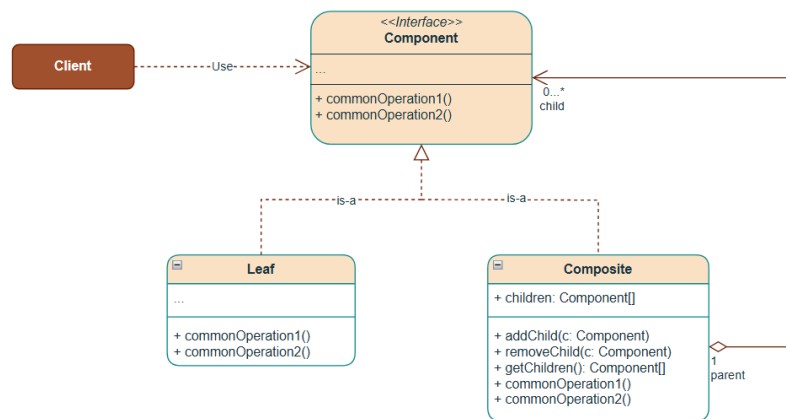 <<Interface>>
Component
Client
Use
...
+ commonOperation1()
+ commonOperation2()
0...*
child
is-a
is-a
Leaf
...
+ commonOperation1()
+ commonOperation2()
Composite
+ children: Component[]
+ addChild(c: Component)
+ removeChild(c: Component)
+ getChildren(): Component[]
+ commonOperation1()
+ commonOperation2()
1
parent